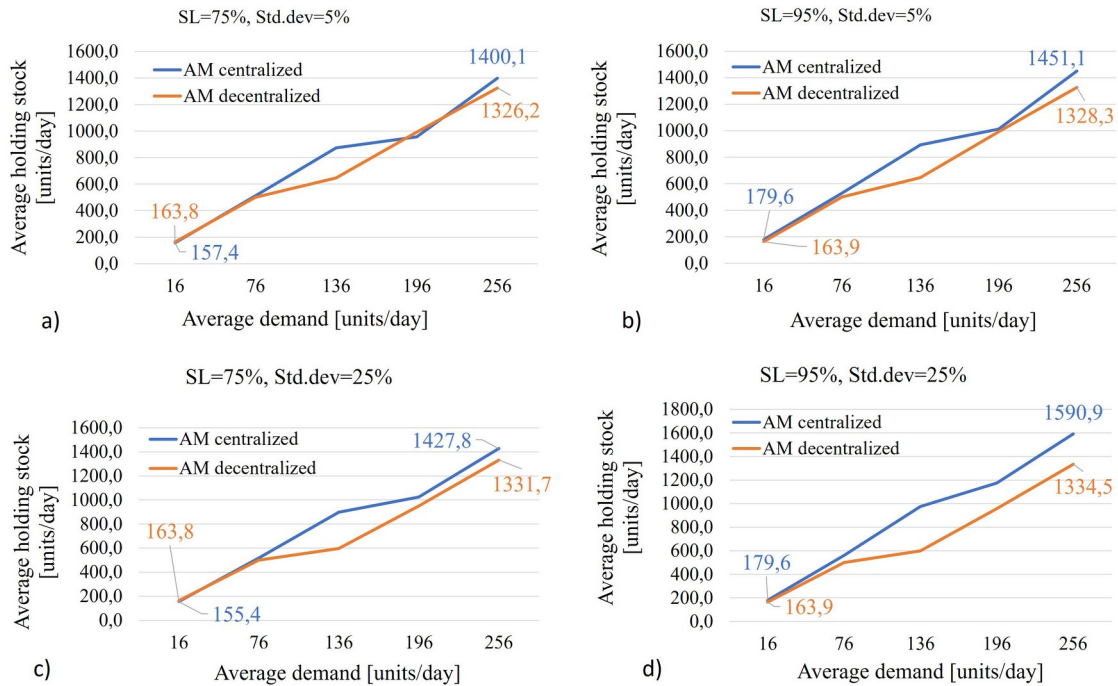 SL=75%, Std.dev=5%
Average holding stock
[units/day]
1600,0
1400,0
1200,0
1000,0
800,0
600,0
400,0
200,0
0,0
AM centralized
AM decentralized
1400,1
1326,2
163,8
157,4
16 76 136 196 256
Average demand [units/day]
a)
SL=95%, Std.dev=5%
Average holding stock
[units/day]
1600,0
1400,0
1200,0
1000,0
800,0
600,0
400,0
200,0
0,0
AM centralized
AM decentralized
1451,1
1328,3
179,6
163,9
16 76 136 196 256
Average demand [units/day]
b)
SL=75%, Std.dev=25%
Average holding stock
[units/day]
1600,0
1400,0
1200,0
1000,0
800,0
600,0
400,0
200,0
0,0
AM centralized
AM decentralized
1427,8
1331,7
163,8
155,4
16 76 136 196 256
Average demand [units/day]
c)
SL=95%, Std.dev=25%
Average holding stock
[units/day]
1800,0
1600,0
1400,0
1200,0
1000,0
800,0
600,0
400,0
200,0
0,0
AM centralized
AM decentralized
1590,9
1334,5
179,6
163,9
16 76 136 196 256
Average demand [units/day]
d)